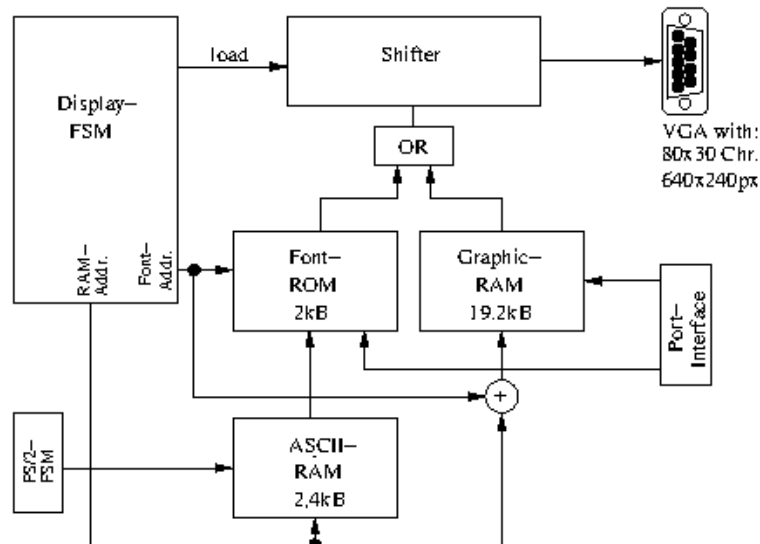 load
Shifter
Display–
FSM
OR
VGA with:
80x30 Chr.
640x240px
RAM–
Addr.
Font–
Addr.
Font–
ROM
2kB
Graphic–
RAM
19.2kB
Port–
Interface
+
PS/2–
FSM
ASCII–
RAM
2,4kB